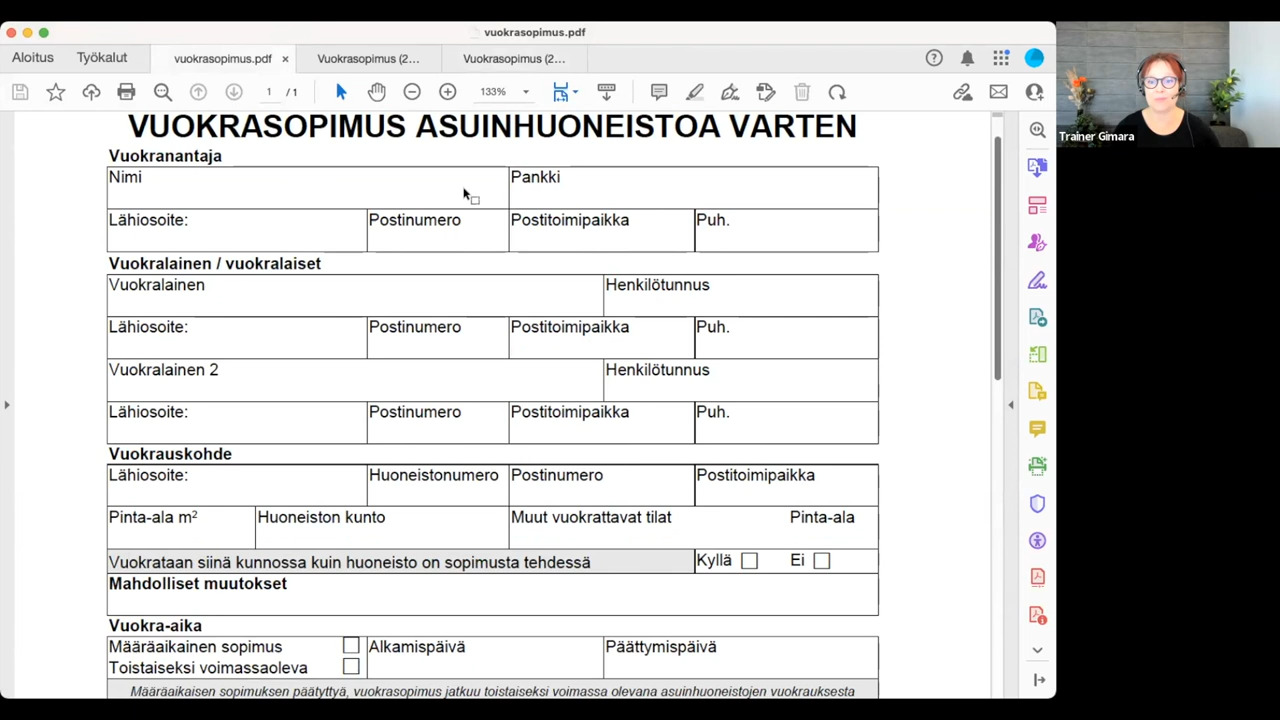 vuokrasopimus.pdf
Aloitus Työkalut vuokrasopimus.pdf × Vuokrasopimus (2... Vuokrasopimus (2...
1 / 1 133%
Trainer Gimara
VUOKRASOPIMUS ASUINHUONEISTOA VARTEN
Vuokranantaja
Nimi Pankki
Lähiosoite: Postinumero Postitoimipaikka Puh.
Vuokralainen / vuokralaiset
Vuokralainen Henkilötunnus
Lähiosoite: Postinumero Postitoimipaikka Puh.
Vuokralainen 2 Henkilötunnus
Lähiosoite: Postinumero Postitoimipaikka Puh.
Vuokrauskohde
Lähiosoite: Huoneistonumero Postinumero Postitoimipaikka
Pinta-ala m² Huoneiston kunto Muut vuokrattavat tilat Pinta-ala
Vuokrataan siinä kunnossa kuin huoneisto on sopimusta tehdessä Kyllä Ei
Mahdolliset muutokset
Vuokra-aika
Määräaikainen sopimus Alkamispäivä Päättymispäivä
Toistaiseksi voimassaoleva
Määräaikaisen sopimuksen päätyttyä, vuokrasopimus jatkuu toistaiseksi voimassa olevana asuinhuoneistojen vuokrauksesta